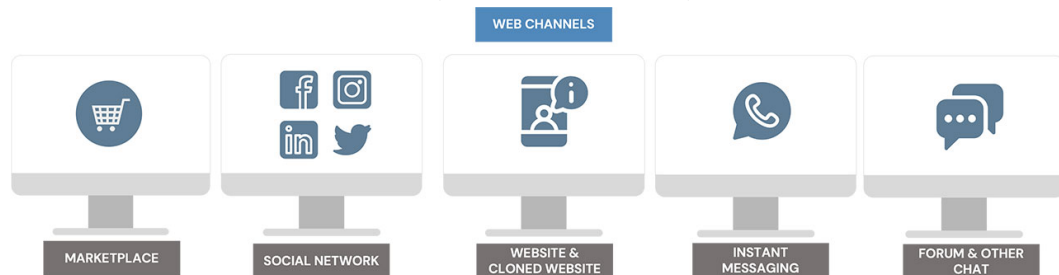 WEB CHANNELS
MARKETPLACE
SOCIAL NETWORK
WEBSITE &
CLONED WEBSITE
INSTANT
MESSAGING
FORUM & OTHER
CHAT